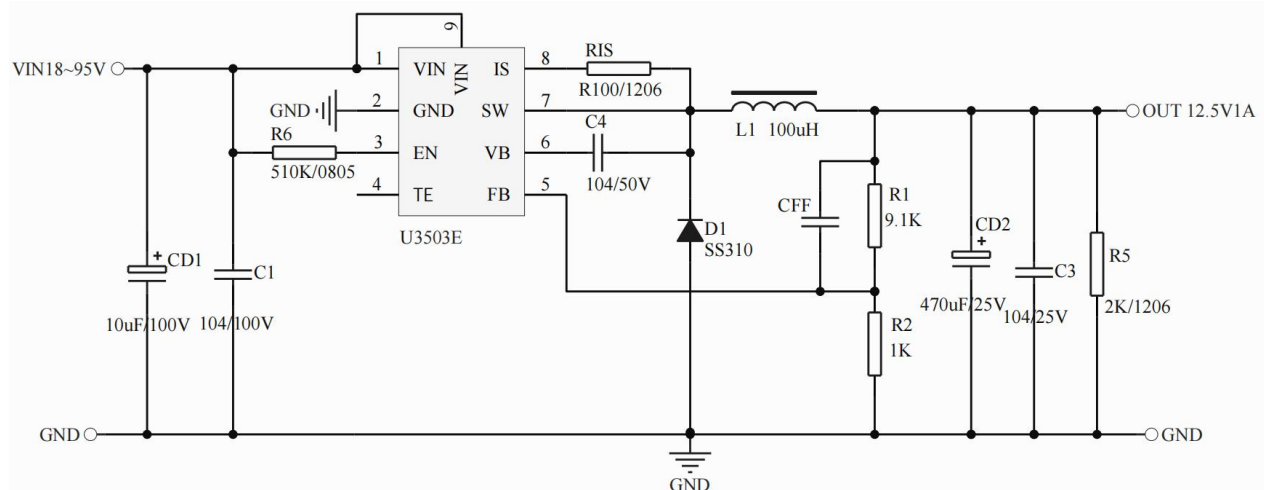 9
VIN18~95V
1
VIN
VIN
IS
8
RIS
R100/1206
GND
2
GND
SW
7
C4
L1 100uH
OUT 12.5V1A
R6
510K/0805
3
EN
VB
6
104/50V
4
TE
FB
5
U3503E
CFF
R1
9.1K
D1
SS310
CD1
+
10uF/100V
C1
104/100V
CD2
+
470uF/25V
C3
104/25V
R5
2K/1206
R2
1K
GND
GND
GND